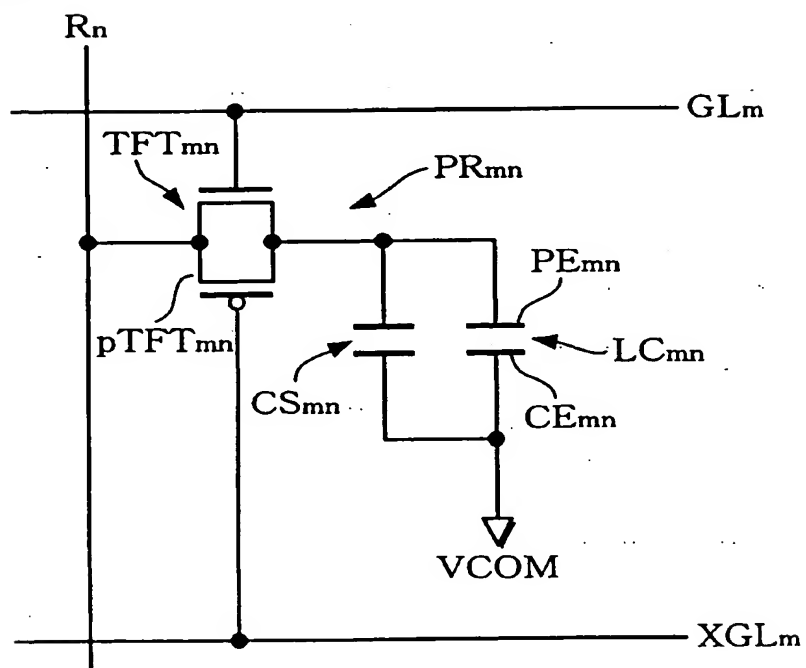 Rn
GLm
TFTmn
PRmn
PEmn
pTFTmn
LCmn
CSmn
CEmn
VCOM
XGLm